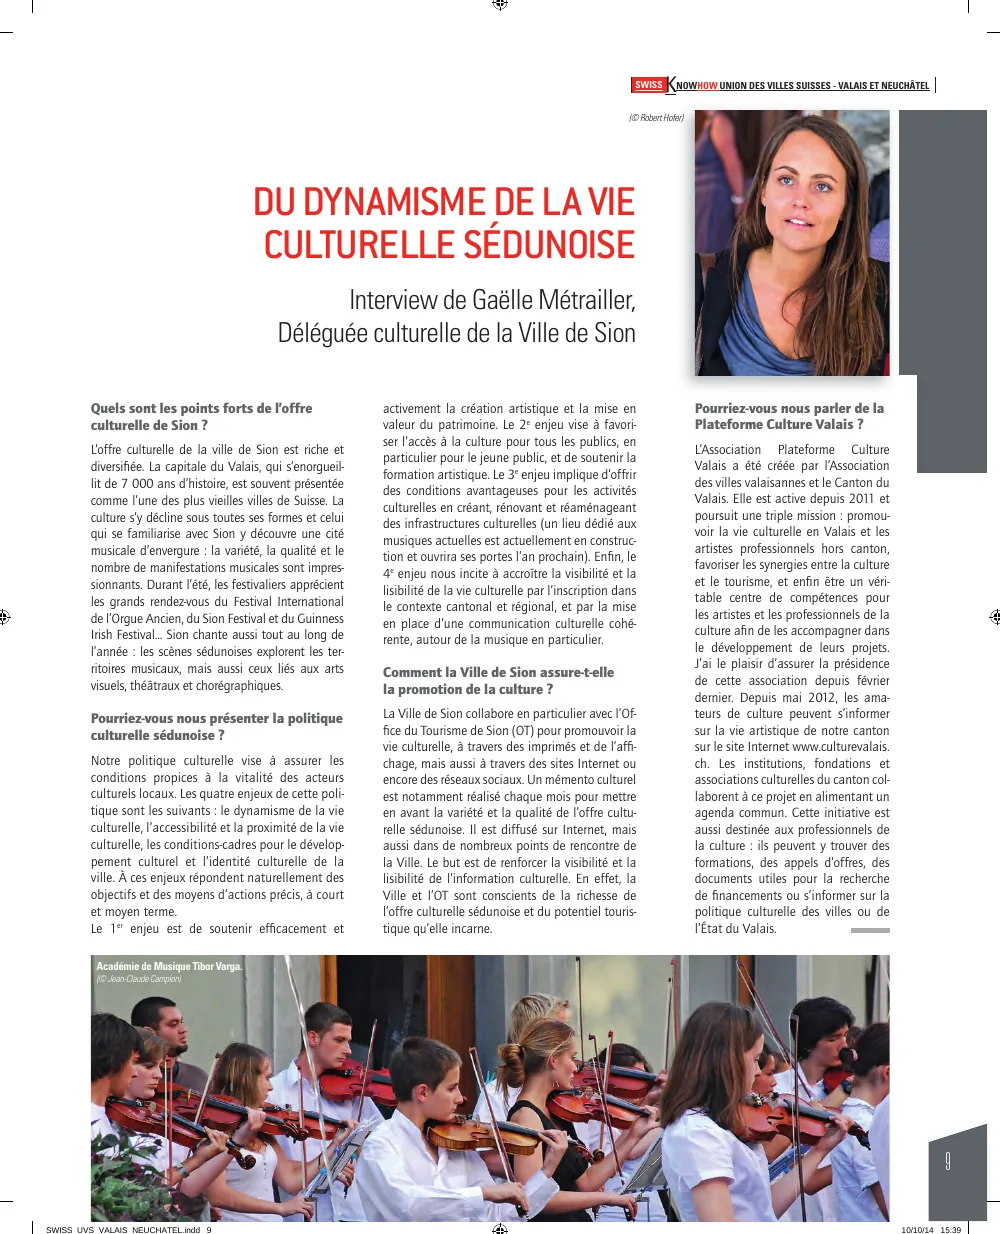 SWISS KNOWHOW UNION DES VILLES SUISSES - VALAIS ET NEUCHÂTEL
(© Robert Hofer)
DU DYNAMISME DE LA VIE
CULTURELLE SÉDUNOISE
Interview de Gaëlle Métrailler,
Déléguée culturelle de la Ville de Sion
Quels sont les points forts de l’offre
culturelle de Sion ?
L’offre culturelle de la ville de Sion est riche et
diversifiée. La capitale du Valais, qui s’enorgueil-
lit de 7 000 ans d’histoire, est souvent présentée
comme l’une des plus vieilles villes de Suisse. La
culture s’y décline sous toutes ses formes et celui
qui se familiarise avec Sion y découvre une cité
musicale d’envergure : la variété, la qualité et le
nombre de manifestations musicales sont impres-
sionnants. Durant l’été, les festivaliers apprécient
les grands rendez-vous du Festival International
de l’Orgue Ancien, du Sion Festival et du Guinness
Irish Festival… Sion chante aussi tout au long de
l’année : les scènes sédunoises explorent les ter-
ritoires musicaux, mais aussi ceux liés aux arts
visuels, théâtraux et chorégraphiques.
Pourriez-vous nous présenter la politique
culturelle sédunoise ?
Notre politique culturelle vise à assurer les
conditions propices à la vitalité des acteurs
culturels locaux. Les quatre enjeux de cette poli-
tique sont les suivants : le dynamisme de la vie
culturelle, l’accessibilité et la proximité de la vie
culturelle, les conditions-cadres pour le dévelop-
pement culturel et l’identité culturelle de la
ville. À ces enjeux répondent naturellement des
objectifs et des moyens d’actions précis, à court
et moyen terme.
Le 1er enjeu est de soutenir efficacement et
activement la création artistique et la mise en
valeur du patrimoine. Le 2e enjeu vise à favori-
ser l’accès à la culture pour tous les publics, en
particulier pour le jeune public, et de soutenir la
formation artistique. Le 3e enjeu implique d’offrir
des conditions avantageuses pour les activités
culturelles en créant, rénovant et réaménageant
des infrastructures culturelles (un lieu dédié aux
musiques actuelles est actuellement en construc-
tion et ouvrira ses portes l’an prochain). Enfin, le
4e enjeu nous incite à accroître la visibilité et la
lisibilité de la vie culturelle par l’inscription dans
le contexte cantonal et régional, et par la mise
en place d’une communication culturelle cohé-
rente, autour de la musique en particulier.
Comment la Ville de Sion assure-t-elle
la promotion de la culture ?
La Ville de Sion collabore en particulier avec l’Of-
fice du Tourisme de Sion (OT) pour promouvoir la
vie culturelle, à travers des imprimés et de l’affi-
chage, mais aussi à travers des sites Internet ou
encore des réseaux sociaux. Un mémento culturel
est notamment réalisé chaque mois pour mettre
en avant la variété et la qualité de l’offre cultu-
relle sédunoise. Il est diffusé sur Internet, mais
aussi dans de nombreux points de rencontre de
la Ville. Le but est de renforcer la visibilité et la
lisibilité de l’information culturelle. En effet, la
Ville et l’OT sont conscients de la richesse de
l’offre culturelle sédunoise et du potentiel touris-
tique qu’elle incarne.
Pourriez-vous nous parler de la
Plateforme Culture Valais ?
L’Association Plateforme Culture
Valais a été créée par l’Association
des villes valaisannes et le Canton du
Valais. Elle est active depuis 2011 et
poursuit une triple mission : promou-
voir la vie culturelle en Valais et les
artistes professionnels hors canton,
favoriser les synergies entre la culture
et le tourisme, et enfin être un véri-
table centre de compétences pour
les artistes et les professionnels de la
culture afin de les accompagner dans
le développement de leurs projets.
J’ai le plaisir d’assurer la présidence
de cette association depuis février
dernier. Depuis mai 2012, les ama-
teurs de culture peuvent s’informer
sur la vie artistique de notre canton
sur le site Internet www.culturevalais.
ch. Les institutions, fondations et
associations culturelles du canton col-
laborent à ce projet en alimentant un
agenda commun. Cette initiative est
aussi destinée aux professionnels de
la culture : ils peuvent y trouver des
formations, des appels d’offres, des
documents utiles pour la recherche
de financements ou s’informer sur la
politique culturelle des villes ou de
l’État du Valais.
Académie de Musique Tibor Varga.
(© Jean-Claude Campion)
9
SWISS_UVS_VALAIS_NEUCHATEL.indd 9
10/10/14 15:39